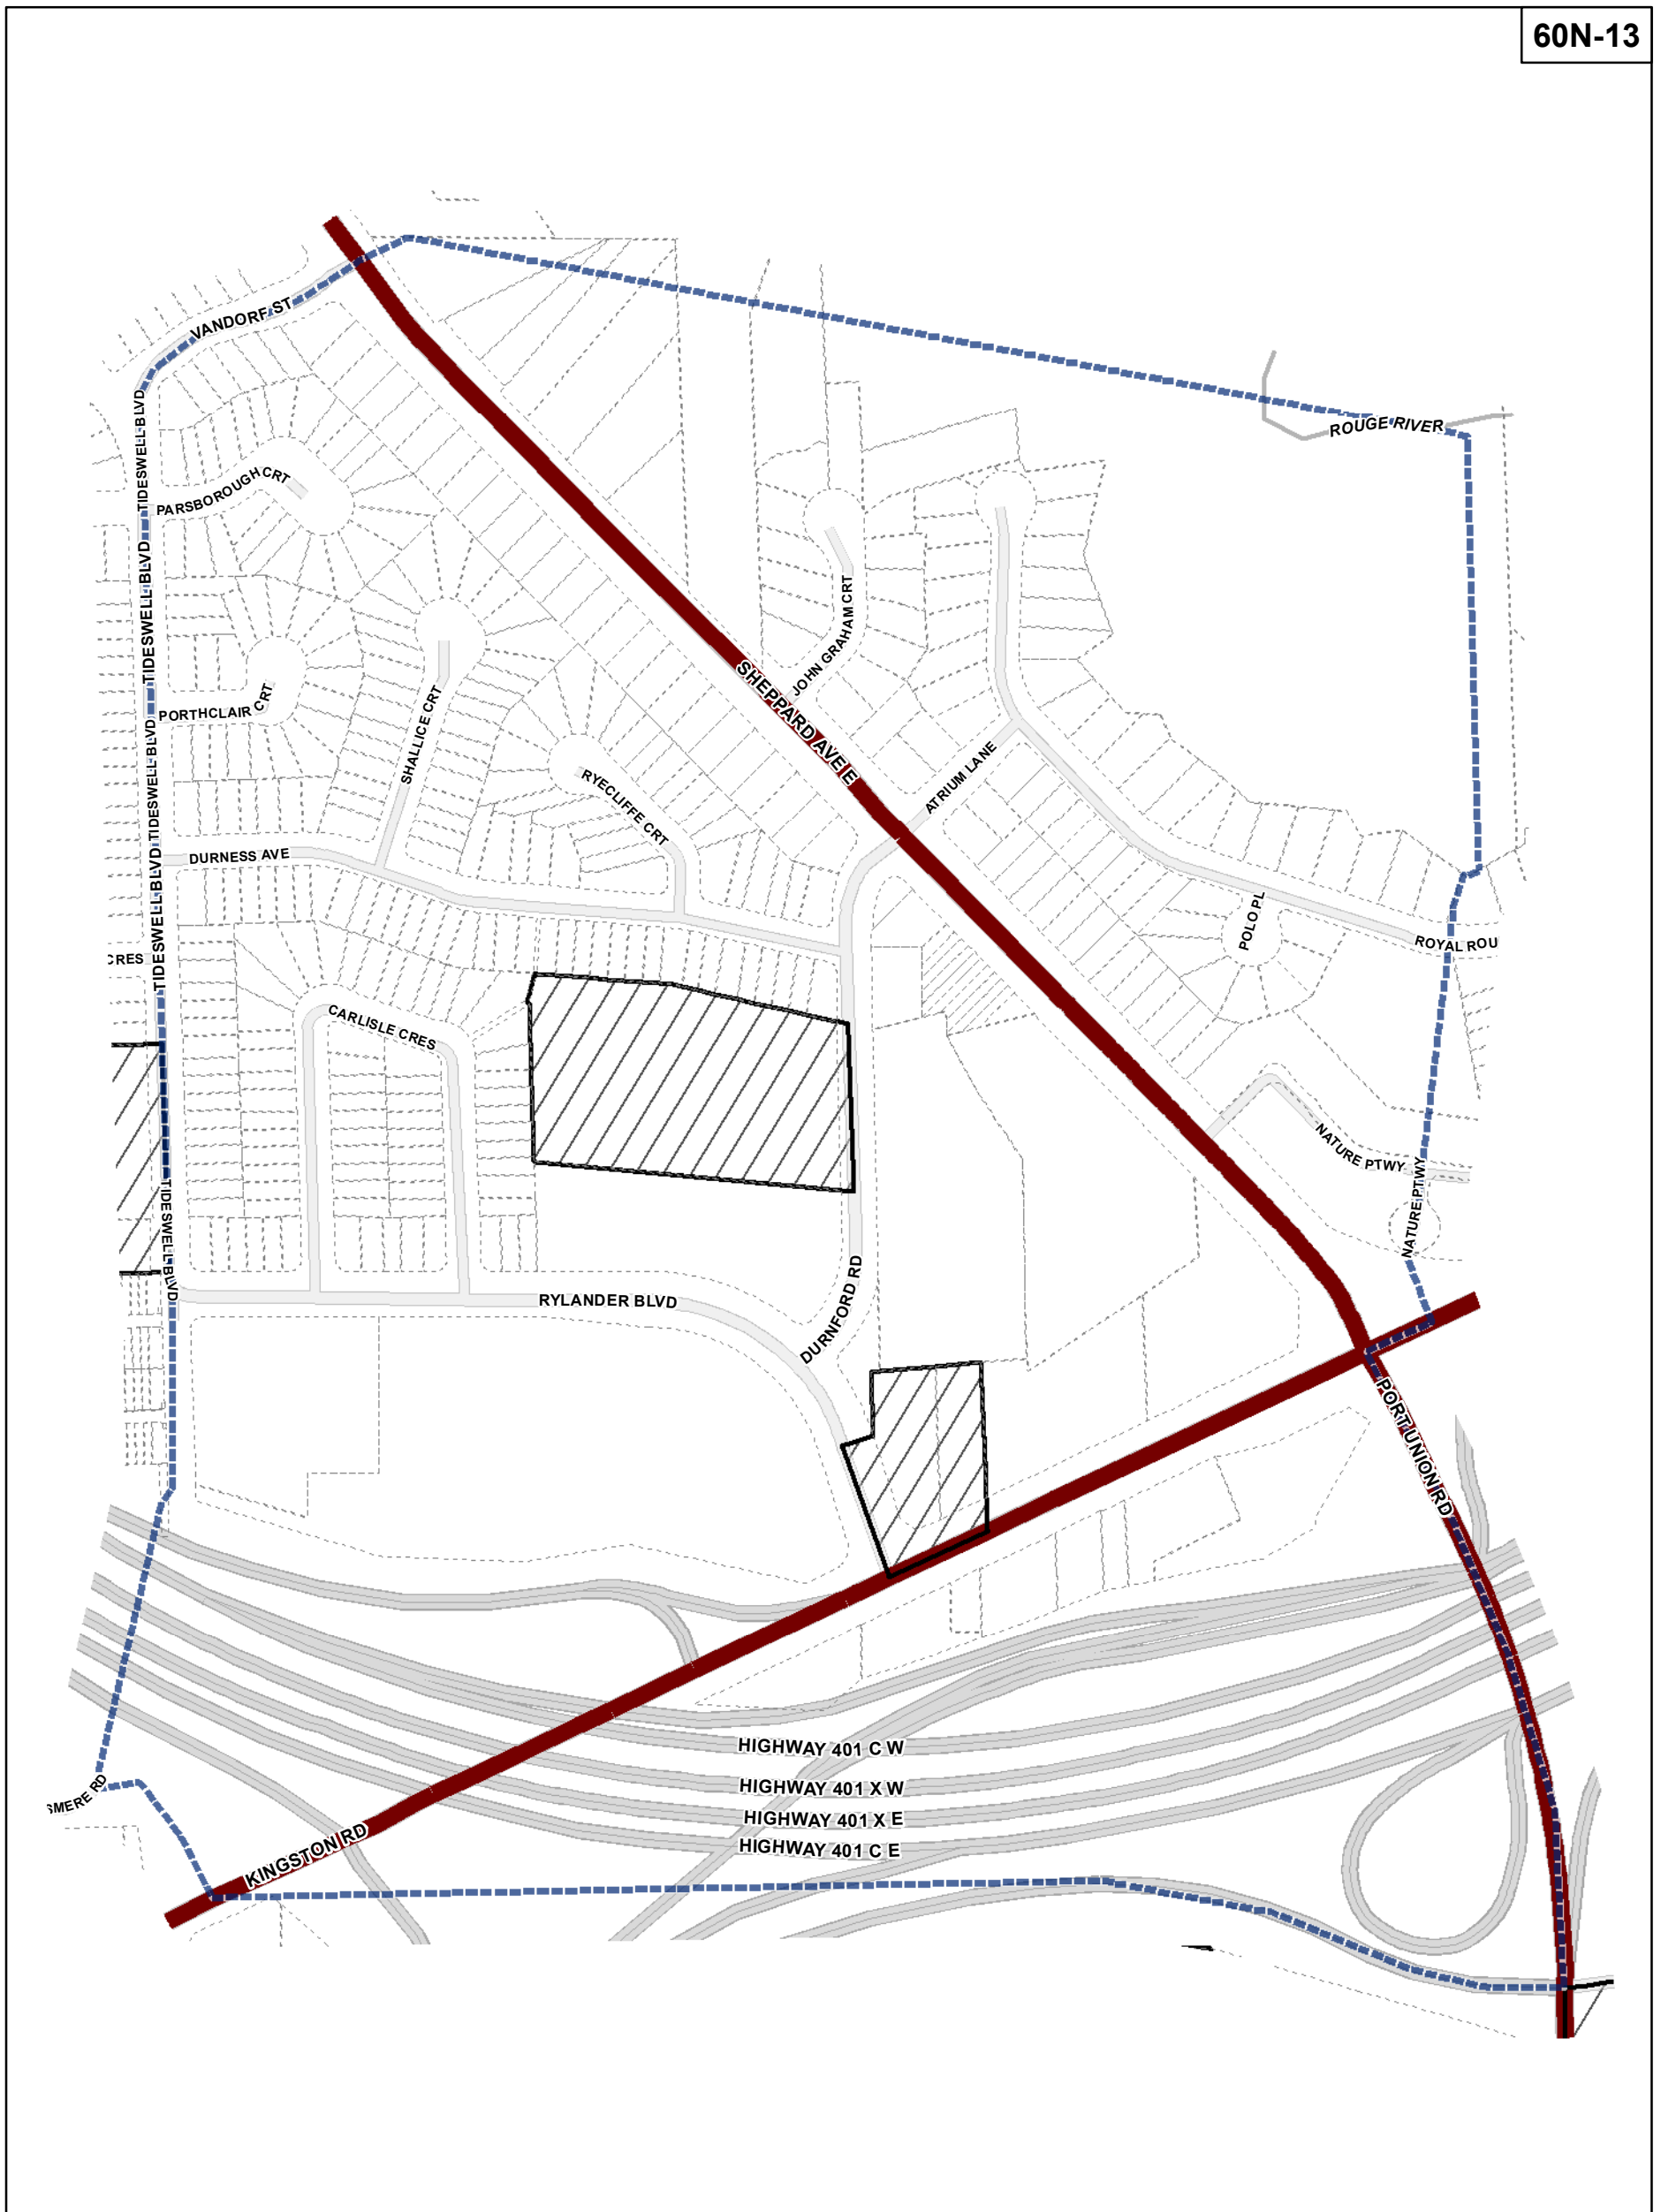 60N-13
VANDORF ST
ROUGE RIVER
TIDESWELL BLVD
PARSBOROUGH CRT
TIDESWELL BLVD
JOHN GRAHAM CRT
PORTHCLAIR CRT
SHALLICE CRT
SHEPPARD AVE E
TIDESWELL BLVD
RYECLIFFE CRT
ATRIUM LANE
DURNESS AVE
TIDESWELL BLVD
POLO PL
ROYAL ROU
CRES
CARLISLE CRES
NATURE PTWY
NATURE PTWY
TIDESWELL BLVD
RYLANDER BLVD
DURNFORD RD
PORT UNION RD
HIGHWAY 401 C W
HIGHWAY 401 X W
HIGHWAY 401 X E
HIGHWAY 401 C E
SMERE RD
KINGSTON RD